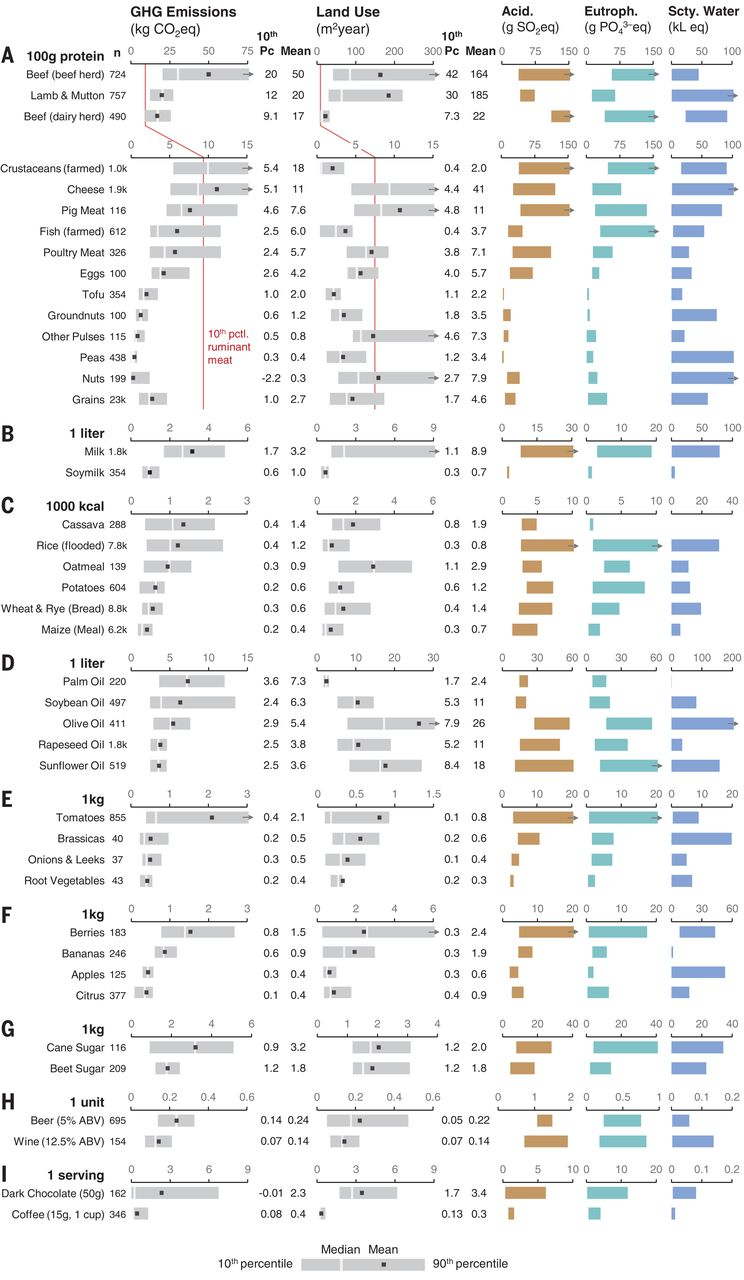 GHG Emissions Land Use Acid. Eutroph. Scty. Water
(kg CO2eq) 10th Pc Mean (m2year) 10th Pc Mean (g SO2eq) (g PO4³⁻eq) (kL eq)
A 100g protein n 0 25 50 75 0 100 200 300 0 75 150 0 75 150 0 50 100
Beef (beef herd) 724 20 50 42 164
Lamb & Mutton 757 12 20 30 185
Beef (dairy herd) 490 9.1 17 7.3 22
0 5 10 15 0 5 10 15 0 75 150 0 75 150 0 50 100
Crustaceans (farmed) 1.0k 5.4 18 0.4 2.0
Cheese 1.9k 5.1 11 4.4 41
Pig Meat 116 4.6 7.6 4.8 11
Fish (farmed) 612 2.5 6.0 0.4 3.7
Poultry Meat 326 2.4 5.7 3.8 7.1
Eggs 100 2.6 4.2 4.0 5.7
Tofu 354 1.0 2.0 1.1 2.2
Groundnuts 100 0.6 1.2 1.8 3.5
Other Pulses 115 0.5 0.8 4.6 7.3
Peas 438 0.3 0.4 1.2 3.4
Nuts 199 -2.2 0.3 2.7 7.9
Grains 23k 1.0 2.7 1.7 4.6
10th pctl.
ruminant
meat
B 1 liter 0 2 4 6 0 3 6 9 0 15 30 0 10 20 0 50 100
Milk 1.8k 1.7 3.2 1.1 8.9
Soymilk 354 0.6 1.0 0.3 0.7
C 1000 kcal 0 1 2 3 0 2 4 6 0 5 10 0 5 10 0 20 40
Cassava 288 0.4 1.4 0.8 1.9
Rice (flooded) 7.8k 0.4 1.2 0.3 0.8
Oatmeal 139 0.3 0.9 1.1 2.9
Potatoes 604 0.2 0.6 0.6 1.2
Wheat & Rye (Bread) 8.8k 0.3 0.6 0.4 1.4
Maize (Meal) 6.2k 0.2 0.4 0.3 0.7
D 1 liter 0 5 10 15 0 10 20 30 0 30 60 0 30 60 0 100 200
Palm Oil 220 3.6 7.3 1.7 2.4
Soybean Oil 497 2.4 6.3 5.3 11
Olive Oil 411 2.9 5.4 7.9 26
Rapeseed Oil 1.8k 2.5 3.8 5.2 11
Sunflower Oil 519 2.5 3.6 8.4 18
E 1kg 0 1 2 3 0 0.5 1 1.5 0 10 20 0 10 20 0 10 20
Tomatoes 855 0.4 2.1 0.1 0.8
Brassicas 40 0.2 0.5 0.2 0.6
Onions & Leeks 37 0.3 0.5 0.1 0.4
Root Vegetables 43 0.2 0.4 0.2 0.3
F 1kg 0 1 2 3 0 2 4 6 0 10 20 0 10 20 0 30 60
Berries 183 0.8 1.5 0.3 2.4
Bananas 246 0.6 0.9 0.3 1.9
Apples 125 0.3 0.4 0.3 0.6
Citrus 377 0.1 0.4 0.4 0.9
G 1kg 0 2 4 6 0 1 2 3 4 0 20 40 0 10 20 0 20 40
Cane Sugar 116 0.9 3.2 1.2 2.0
Beet Sugar 209 1.2 1.8 1.2 1.8
H 1 unit 0 0.2 0.4 0.6 0 0.2 0.4 0.6 0 1 2 0 0.5 1 0 0.1 0.2
Beer (5% ABV) 695 0.14 0.24 0.05 0.22
Wine (12.5% ABV) 154 0.07 0.14 0.07 0.14
I 1 serving 0 3 6 9 0 3 6 9 0 5 10 0 10 20 0 0.1 0.2
Dark Chocolate (50g) 162 -0.01 2.3 1.7 3.4
Coffee (15g, 1 cup) 346 0.08 0.4 0.13 0.3
Median Mean
10th percentile 90th percentile